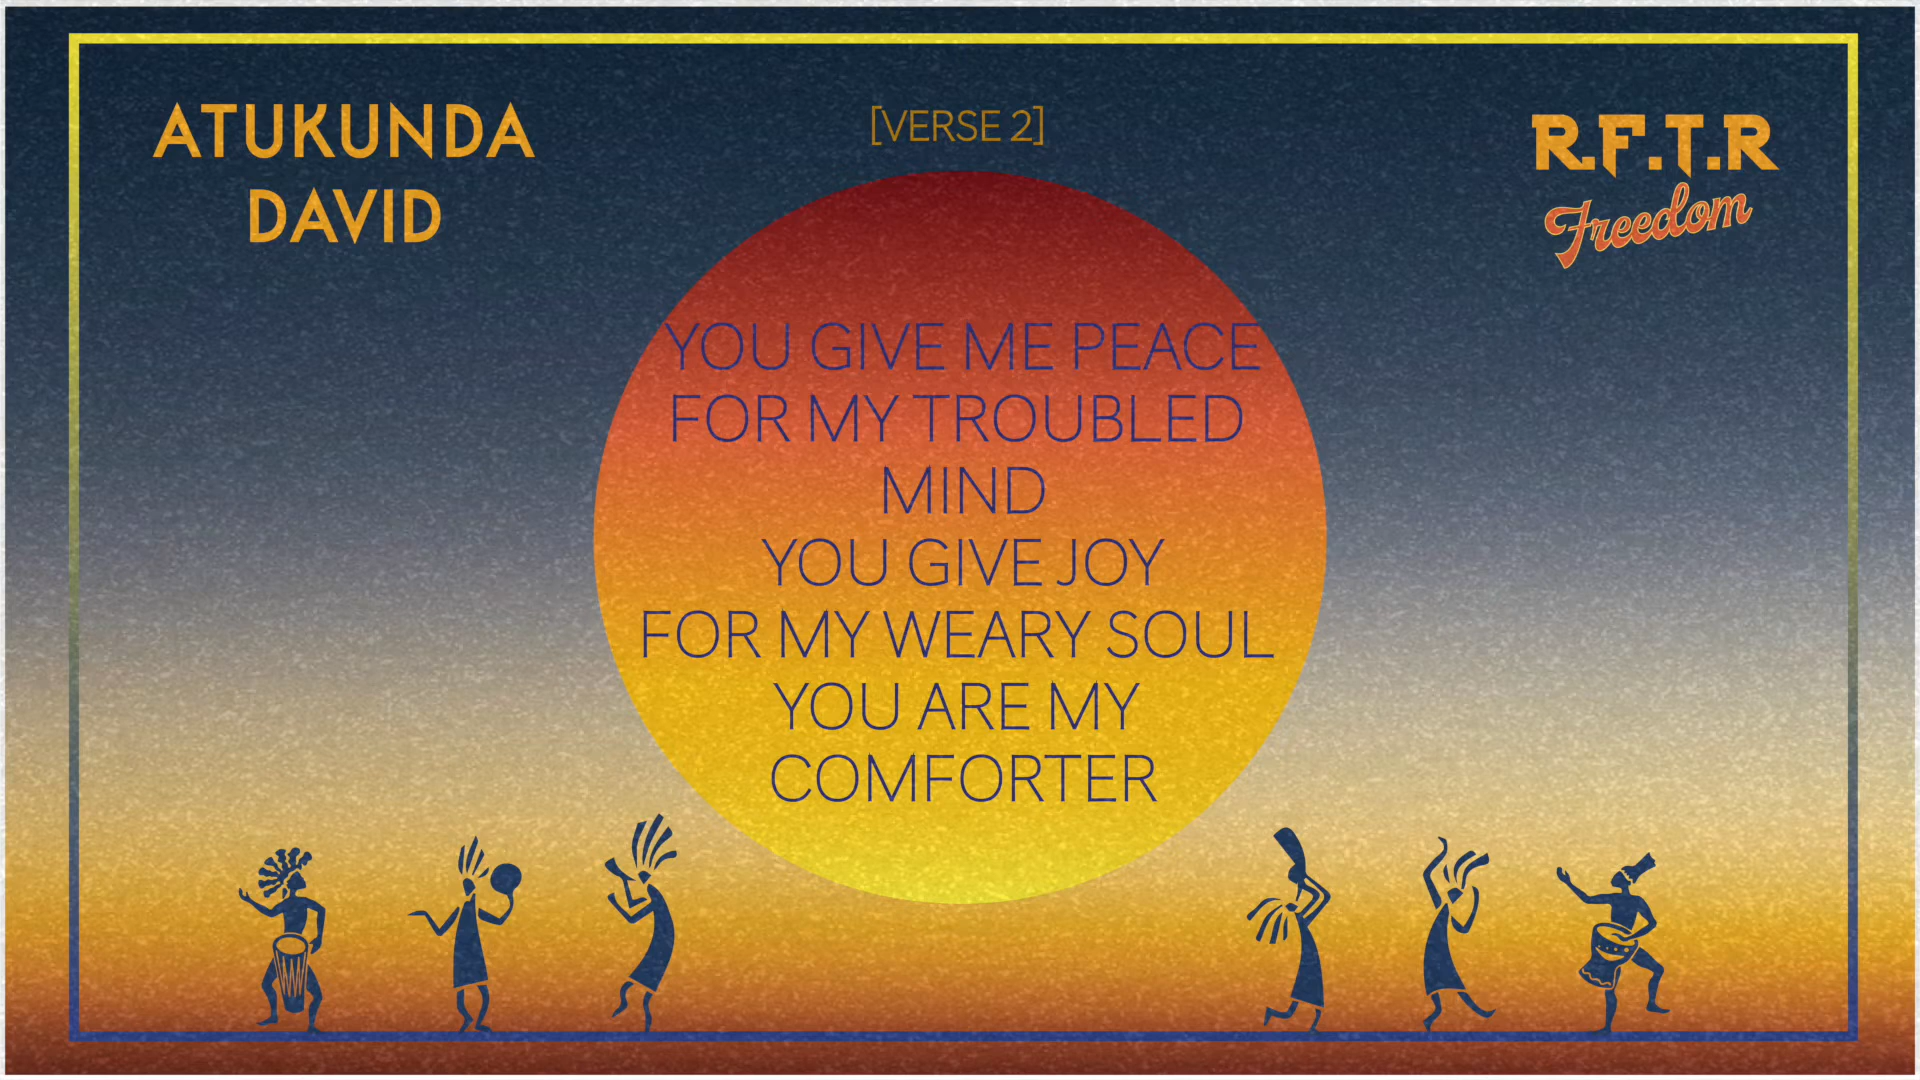 ATUKUNDA
DAVID
[VERSE 2]
R.F.T.R
Freedom
YOU GIVE ME PEACE
FOR MY TROUBLED
MIND
YOU GIVE JOY
FOR MY WEARY SOUL
YOU ARE MY
COMFORTER